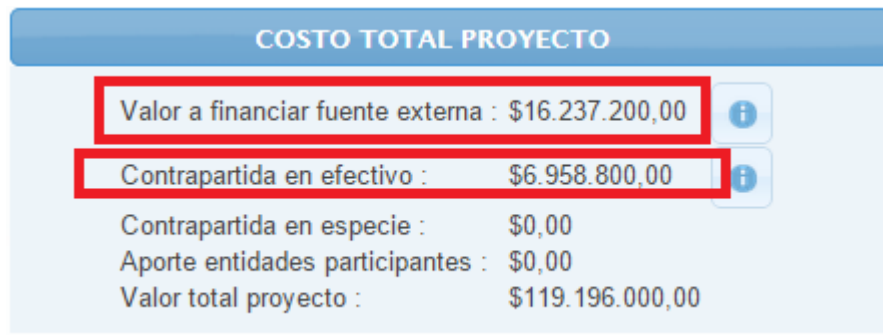 COSTO TOTAL PROYECTO
Valor a financiar fuente externa : $16.237.200,00
Contrapartida en efectivo : $6.958.800,00
Contrapartida en especie : $0,00
Aporte entidades participantes : $0,00
Valor total proyecto : $119.196.000,00